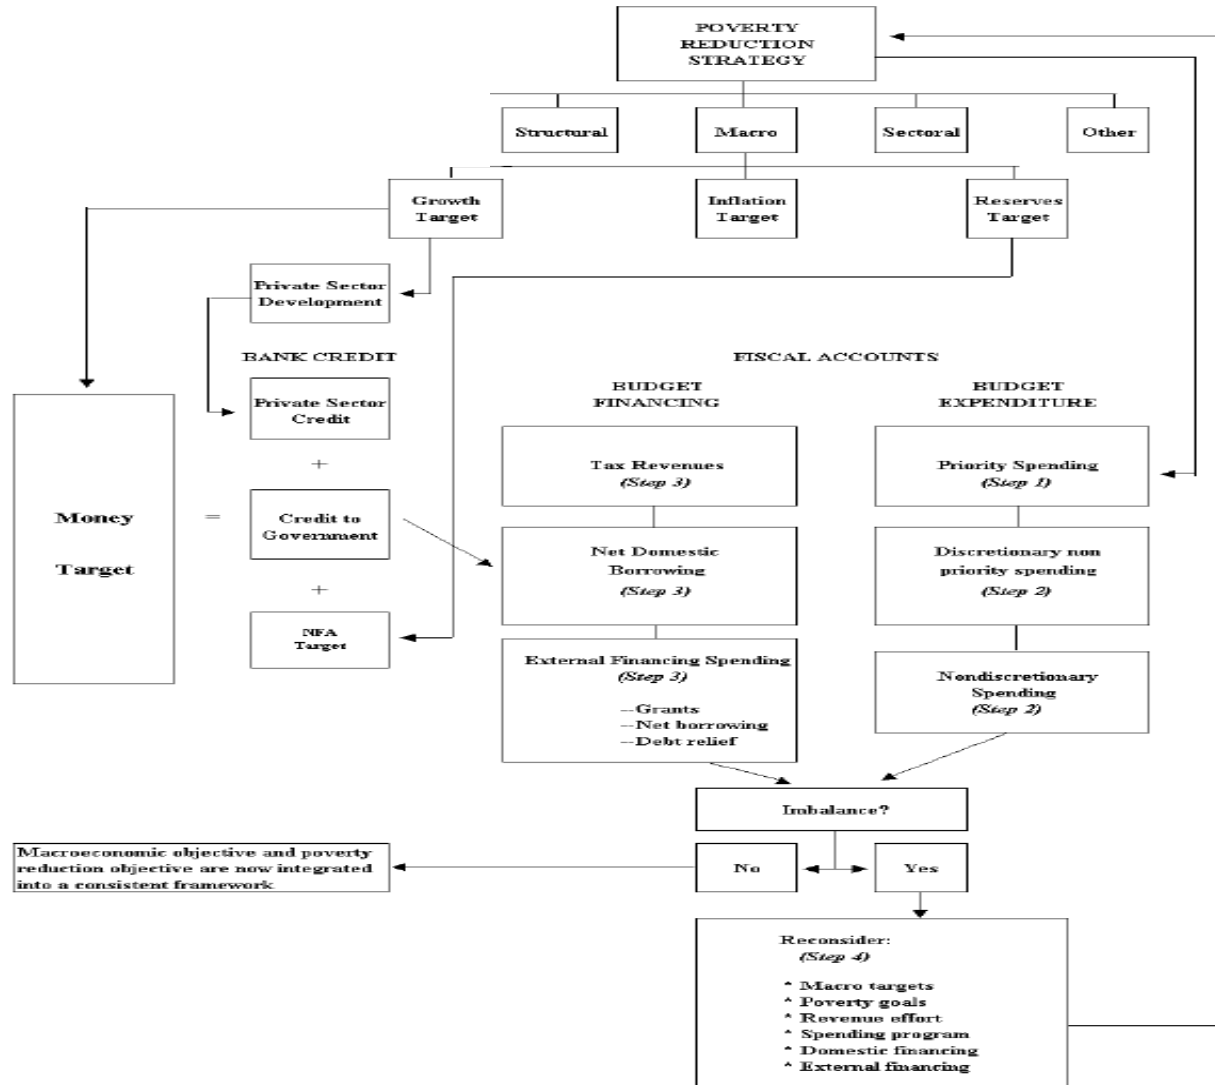 POVERTY
REDUCTION
STRATEGY
Structural
Macro
Sectoral
Other
Growth
Target
Inflation
Target
Reserves
Target
Private Sector
Development
BANK CREDIT
FISCAL ACCOUNTS
BUDGET
FINANCING
BUDGET
EXPENDITURE
Private Sector
Credit
+
Tax Revenues
(Step 3)
Priority Spending
(Step 1)
Money
Target
=
Credit to
Government
+
Net Domestic
Borrowing
(Step 3)
Discretionary non
priority spending
(Step 2)
NFA
Target
External Financing Spending
(Step 3)
--Grants
--Net borrowing
--Debt relief
Nondiscretionary
Spending
(Step 2)
Imbalance?
No
Yes
Macroeconomic objective and poverty
reduction objective are now integrated
into a consistent framework
Reconsider:
(Step 4)
* Macro targets
* Poverty goals
* Revenue effort
* Spending program
* Domestic financing
* External financing